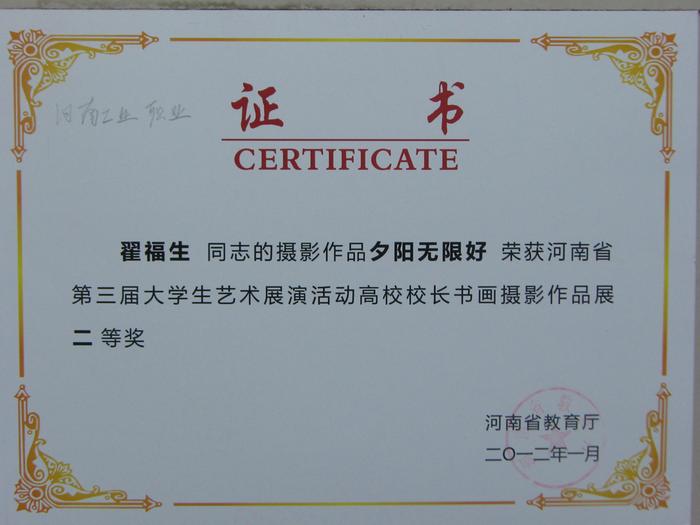 证 书
CERTIFICATE
河南工业职业
翟福生 同志的摄影作品夕阳无限好 荣获河南省
第三届大学生艺术展演活动高校校长书画摄影作品展
二等奖
河南省教育厅
二〇一二年一月